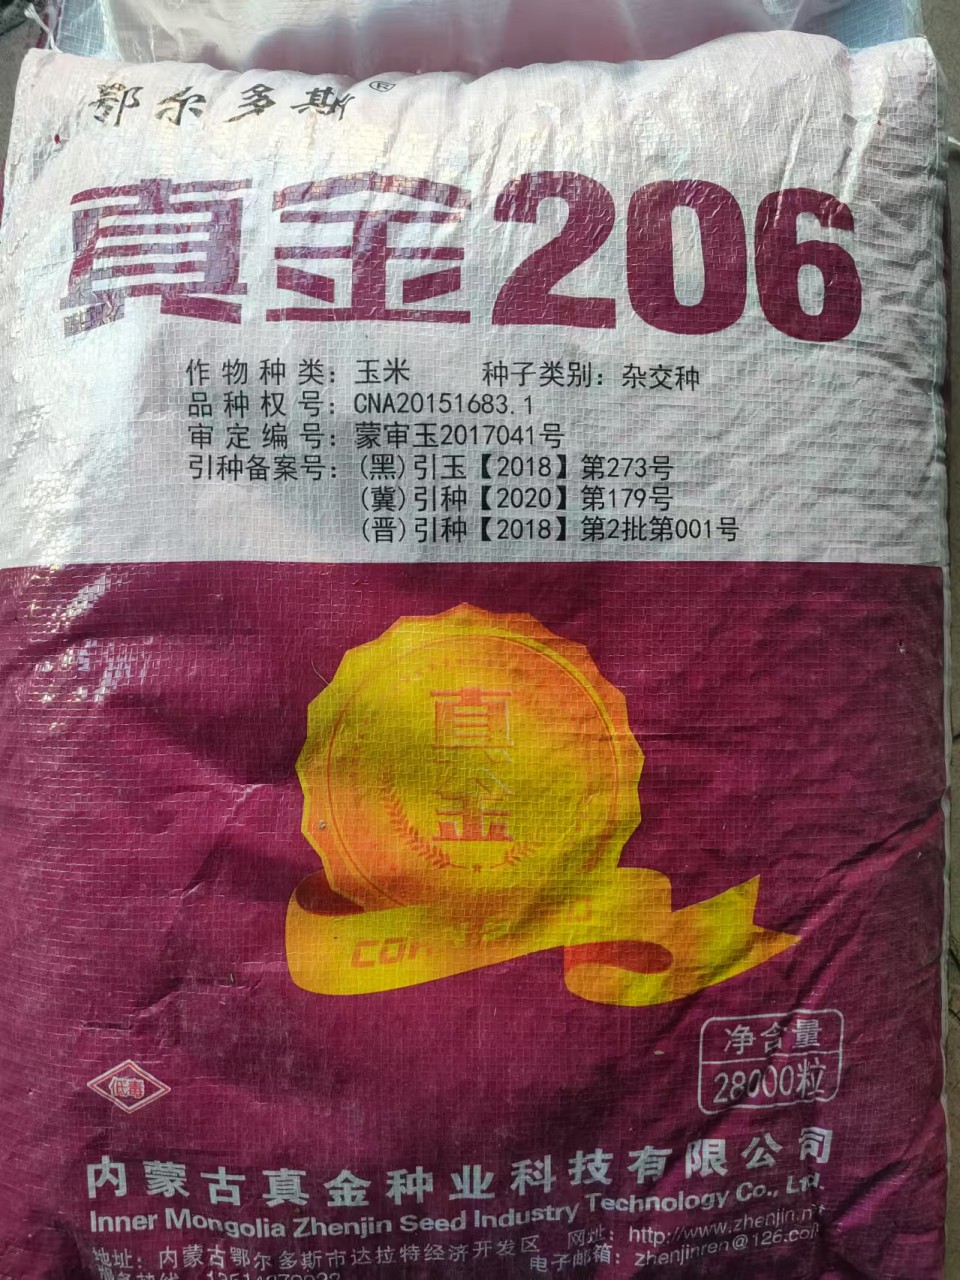 鄂尔多斯®
真金206
作物种类：玉米 种子类别：杂交种
品种权号：CNA20151683.1
审定编号：蒙审玉2017041号
引种备案号：(黑)引玉【2018】第273号
(冀)引种【2020】第179号
(晋)引种【2018】第2批第001号
真
金
净含量
28000粒
低毒
内蒙古真金种业科技有限公司
Inner Mongolia Zhenjin Seed Industry Technology Co., Ltd.
地址：内蒙古鄂尔多斯市达拉特经济开发区 网址：http://www.zhenjin.n
电子邮箱：zhenjinren@126.com